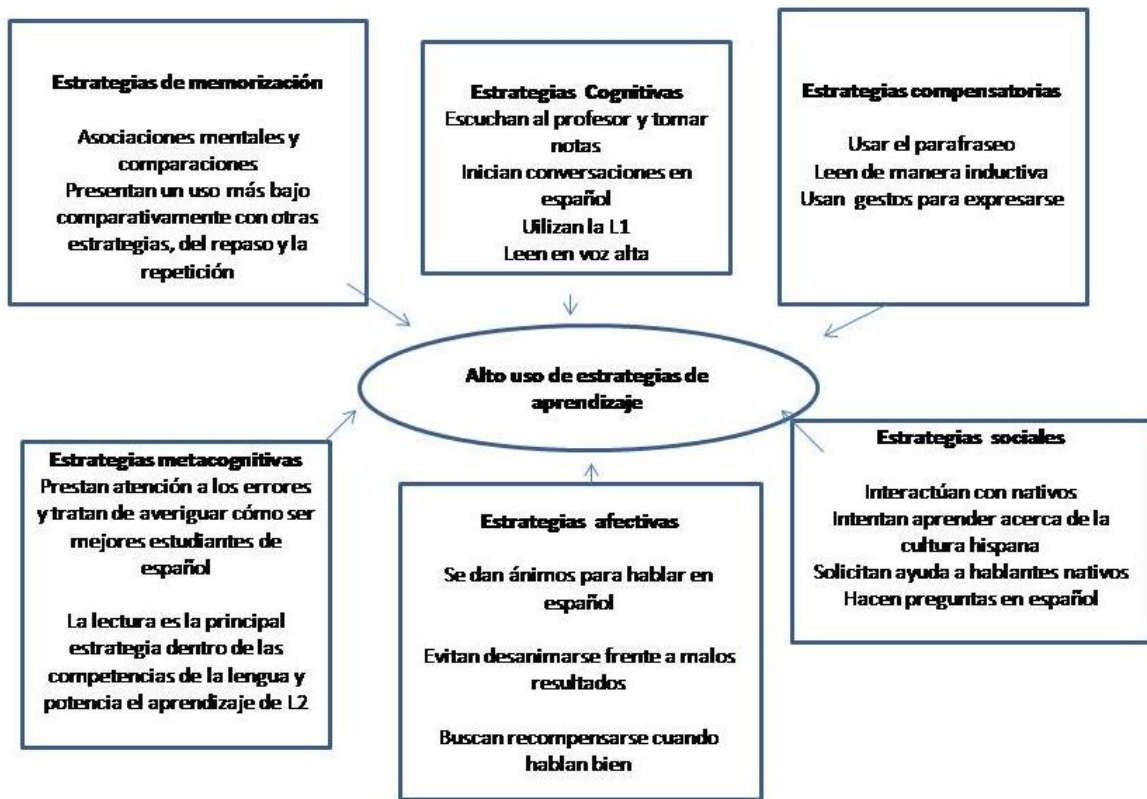 Estrategias de memorización
Asociaciones mentales y
comparaciones
Presentan un uso más bajo
comparativamente con otras
estrategias, del repaso y la
repetición
Estrategias Cognitivas
Escuchan al profesor y tomar
notas
Inician conversaciones en
español
Utilizan la L1
Leen en voz alta
Estrategias compensatorias
Usar el parafraseo
Leen de manera inductiva
Usan gestos para expresarse
Alto uso de estrategias de
aprendizaje
Estrategias metacognitivas
Prestan atención a los errores
y tratan de averiguar cómo ser
mejores estudiantes de
español
La lectura es la principal
estrategia dentro de las
competencias de la lengua y
potencia el aprendizaje de L2
Estrategias afectivas
Se dan ánimos para hablar en
español
Evitan desanimarse frente a malos
resultados
Buscan recompensarse cuando
hablan bien
Estrategias sociales
Interactúan con nativos
Intentan aprender acerca de la
cultura hispana
Solicitan ayuda a hablantes nativos
Hacen preguntas en español